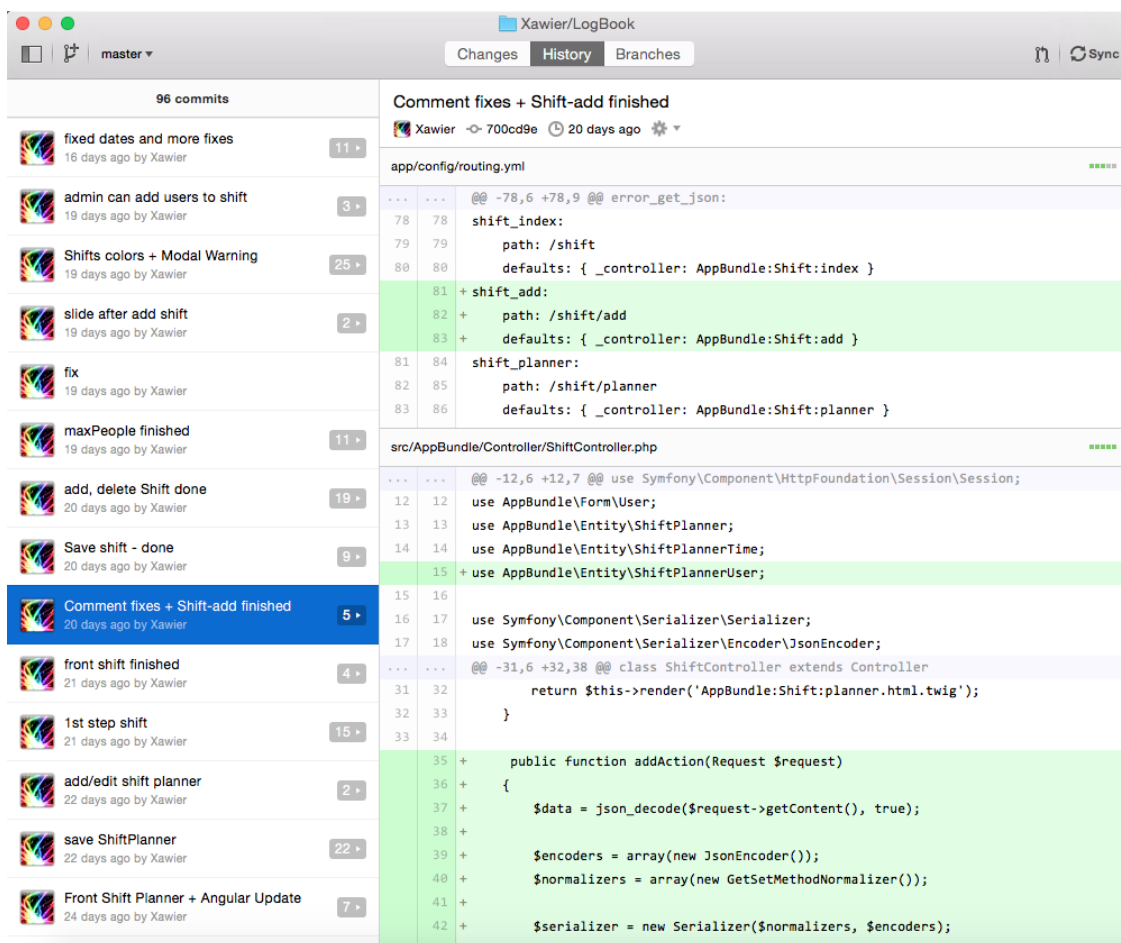 Xawier/LogBook
master
Changes History Branches
Sync
96 commits
fixed dates and more fixes
16 days ago by Xawier
11
admin can add users to shift
19 days ago by Xawier
3
Shifts colors + Modal Warning
19 days ago by Xawier
25
slide after add shift
19 days ago by Xawier
2
fix
19 days ago by Xawier
maxPeople finished
19 days ago by Xawier
11
add, delete Shift done
20 days ago by Xawier
19
Save shift - done
20 days ago by Xawier
9
Comment fixes + Shift-add finished
20 days ago by Xawier
5
front shift finished
21 days ago by Xawier
4
1st step shift
21 days ago by Xawier
15
add/edit shift planner
22 days ago by Xawier
2
save ShiftPlanner
22 days ago by Xawier
22
Front Shift Planner + Angular Update
24 days ago by Xawier
7
Comment fixes + Shift-add finished
Xawier 700cd9e 20 days ago
app/config/routing.yml
... ... @@ -78,6 +78,9 @@ error_get_json:
78 78 shift_index:
79 79 path: /shift
80 80 defaults: { _controller: AppBundle:Shift:index }
81 + shift_add:
82 + path: /shift/add
83 + defaults: { _controller: AppBundle:Shift:add }
81 84 shift_planner:
82 85 path: /shift/planner
83 86 defaults: { _controller: AppBundle:Shift:planner }
src/AppBundle/Controller/ShiftController.php
... ... @@ -12,6 +12,7 @@ use Symfony\Component\HttpFoundation\Session\Session;
12 12 use AppBundle\Form\User;
13 13 use AppBundle\Entity\ShiftPlanner;
14 14 use AppBundle\Entity\ShiftPlannerTime;
15 + use AppBundle\Entity\ShiftPlannerUser;
15 16
16 17 use Symfony\Component\Serializer\Serializer;
17 18 use Symfony\Component\Serializer\Encoder\JsonEncoder;
... ... @@ -31,6 +32,38 @@ class ShiftController extends Controller
31 32 return $this->render('AppBundle:Shift:planner.html.twig');
32 33 }
33 34
35 + public function addAction(Request $request)
36 + {
37 + $data = json_decode($request->getContent(), true);
38 +
39 + $encoders = array(new JsonEncoder());
40 + $normalizers = array(new GetSetMethodNormalizer());
41 +
42 + $serializer = new Serializer($normalizers, $encoders);